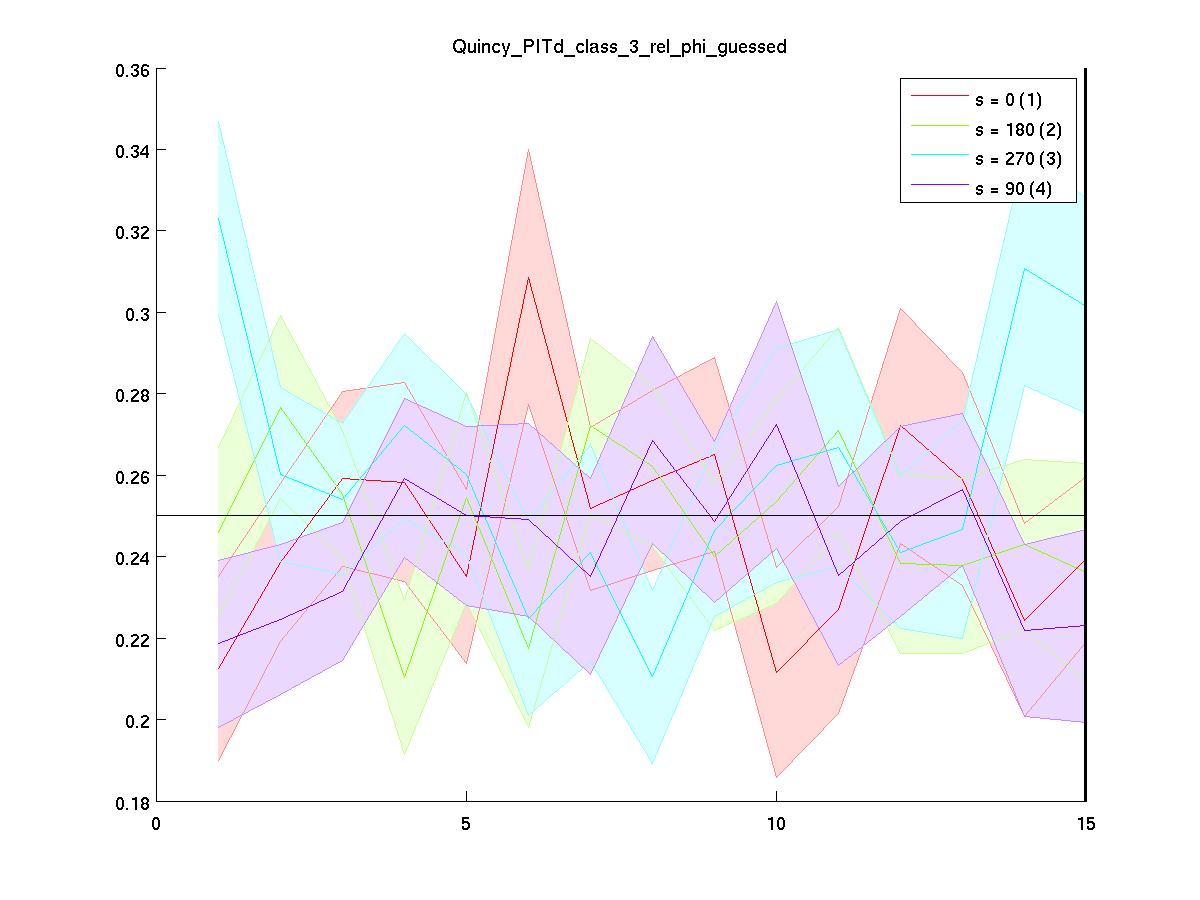 Quincy_PITd_class_3_rel_phi_guessed
0.36
0.34
0.32
0.3
0.28
0.26
0.24
0.22
0.2
0.18
0
5
10
15
s = 0 (1)
s = 180 (2)
s = 270 (3)
s = 90 (4)